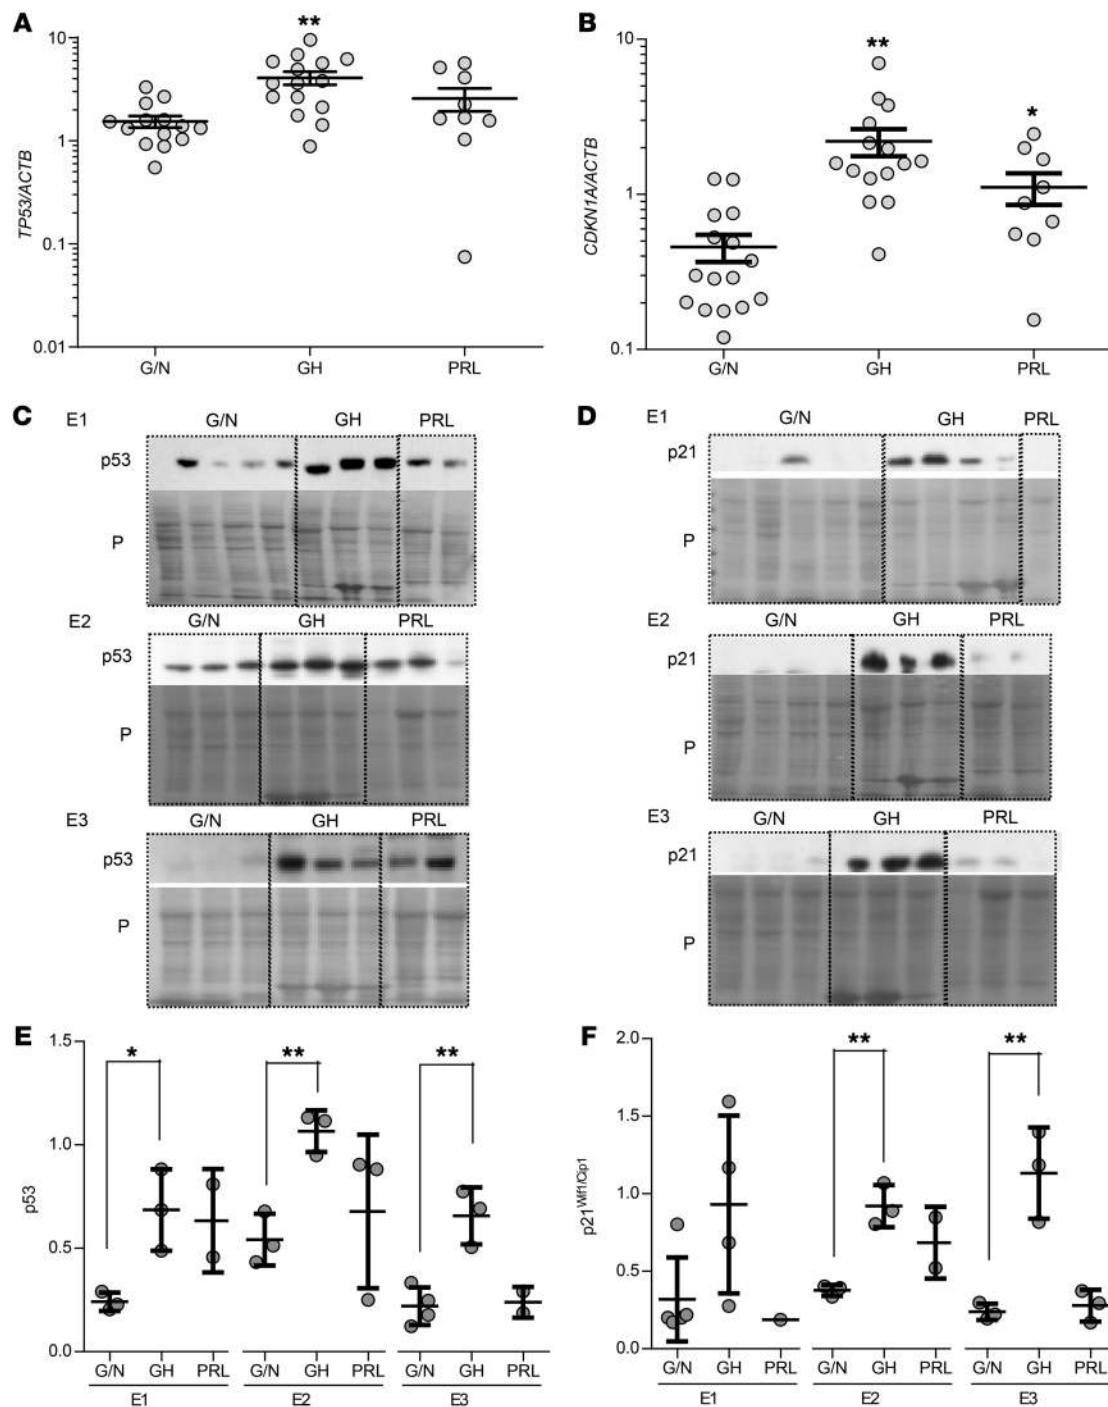 A
B
**
10
1
0.1
0.01
TP53/ACTB
G/N GH PRL
**
*
10
1
0.1
CDKN1A/ACTB
G/N GH PRL
C
E1 G/N GH PRL
p53
P
E2 G/N GH PRL
p53
P
E3 G/N GH PRL
p53
P
D
E1 G/N GH PRL
p21
P
E2 G/N GH PRL
p21
P
E3 G/N GH PRL
p21
P
E
1.5
1.0
0.5
0.0
p53
* ** **
G/N GH PRL G/N GH PRL G/N GH PRL
E1 E2 E3
F
2.0
1.5
1.0
0.5
0.0
p21Wif1/Cip1
** **
G/N GH PRL G/N GH PRL G/N GH PRL
E1 E2 E3